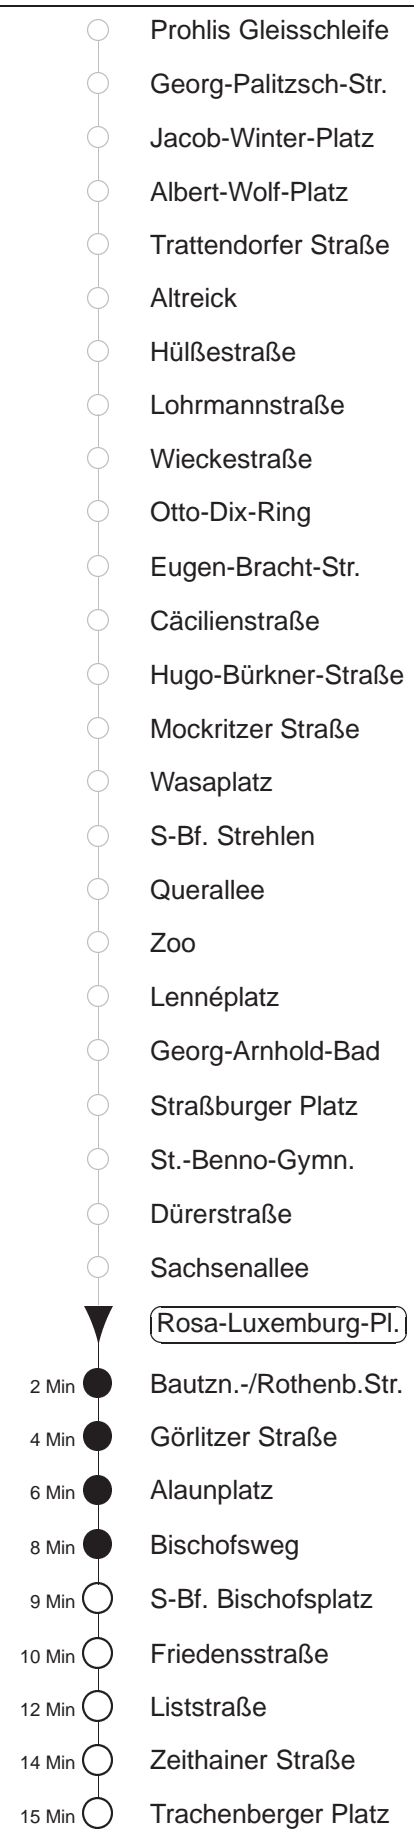 Prohlis Gleisschleife
Georg-Palitzsch-Str.
Jacob-Winter-Platz
Albert-Wolf-Platz
Trattendorfer Straße
Altreick
Hülßestraße
Lohrmannstraße
Wieckestraße
Otto-Dix-Ring
Eugen-Bracht-Str.
Cäcilienstraße
Hugo-Bürkner-Straße
Mockritzer Straße
Wasaplatz
S-Bf. Strehlen
Querallee
Zoo
Lennéplatz
Georg-Arnhold-Bad
Straßburger Platz
St.-Benno-Gymn.
Dürerstraße
Sachsenallee
Rosa-Luxemburg-Pl.
2 Min Bautzn.-/Rothenb.Str.
4 Min Görlitzer Straße
6 Min Alaunplatz
8 Min Bischofsweg
9 Min S-Bf. Bischofsplatz
10 Min Friedensstraße
12 Min Liststraße
14 Min Zeithainer Straße
15 Min Trachenberger Platz